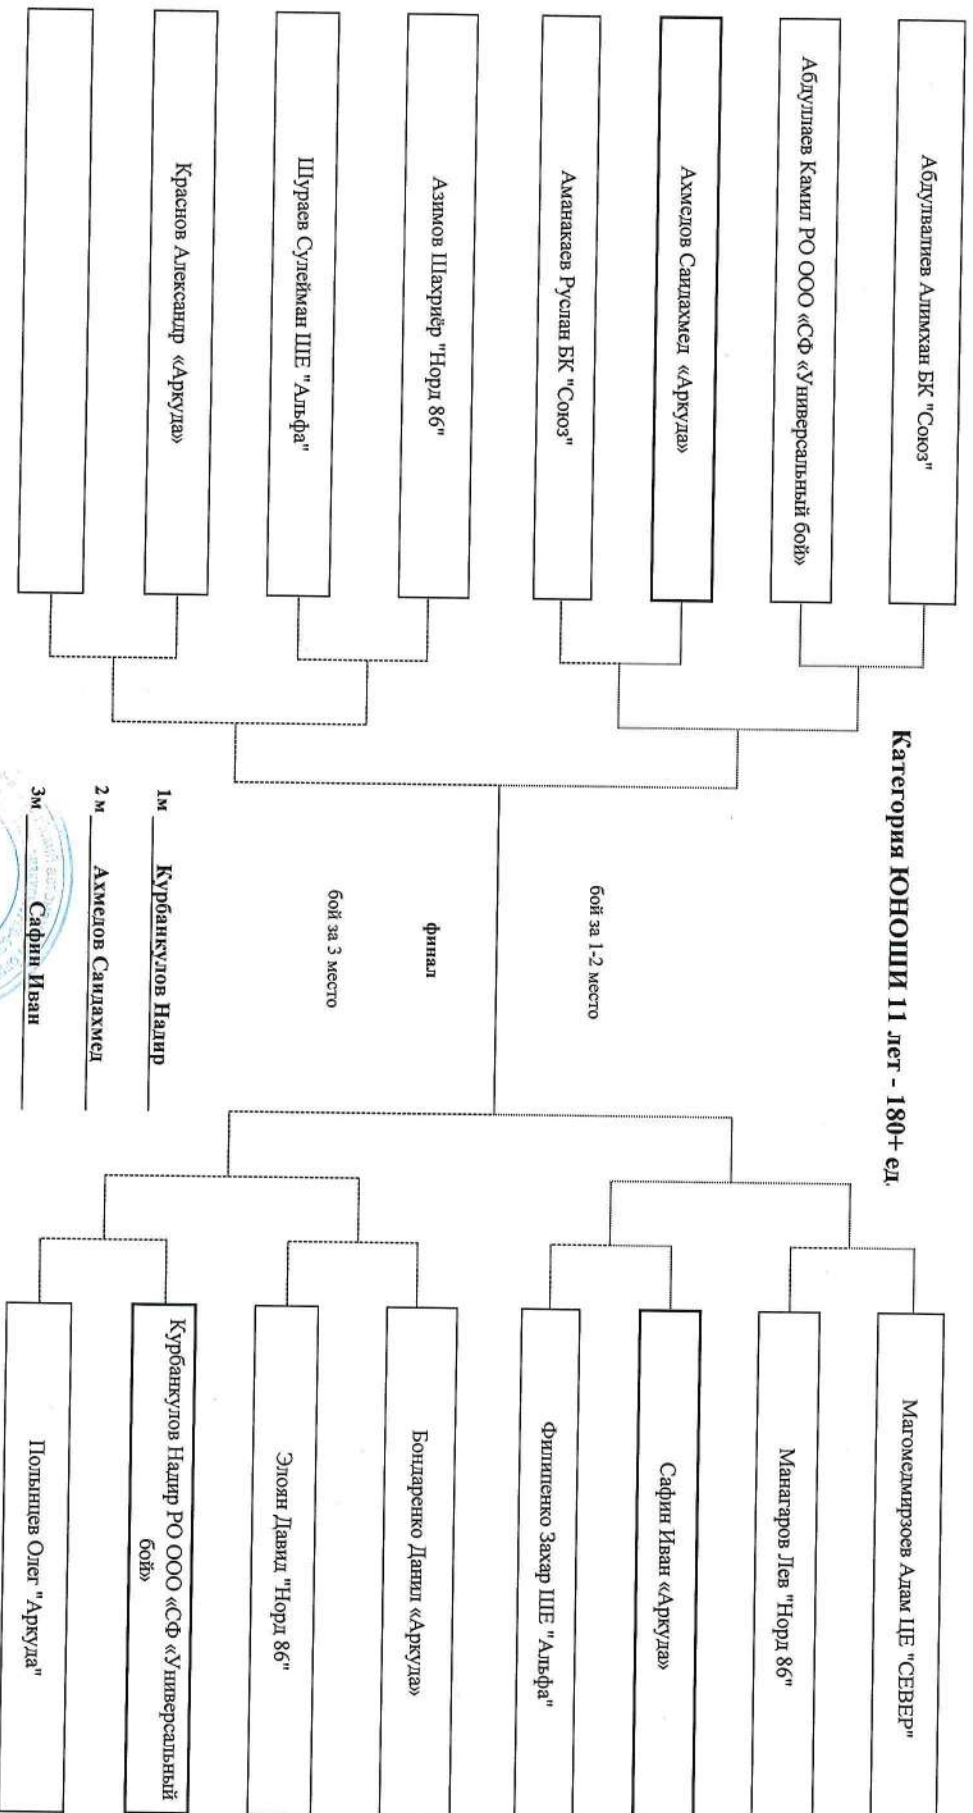 Категория ЮНОШИ 11 лет - 180+ ед.
Абдулвалиев Алимхан БК "Союз"
Абдуллаев Камил РО ООО «СФ «Универсальный бой»
Ахмедов Саидахмед «Аркуда»
Аманакаев Руслан БК "Союз"
Азимов Шахриёр "Норд 86"
Шураев Сулейман ШЕ "Альфа"
Краснов Александр «Аркуда»
бой за 1-2 место
финал
бой за 3 место
1м Курбанкулов Надир
2 м Ахмедов Саидахмед
3м Сафин Иван
Магомедмирзоев Адам ЦЕ "СЕВЕР"
Манагаров Лев "Норд 86"
Сафин Иван «Аркуда»
Филипенко Захар ШЕ "Альфа"
Бондаренко Данил «Аркуда»
Элоян Давид "Норд 86"
Курбанкулов Надир РО ООО «СФ «Универсальный
бой»
Полынцев Олег "Аркуда"